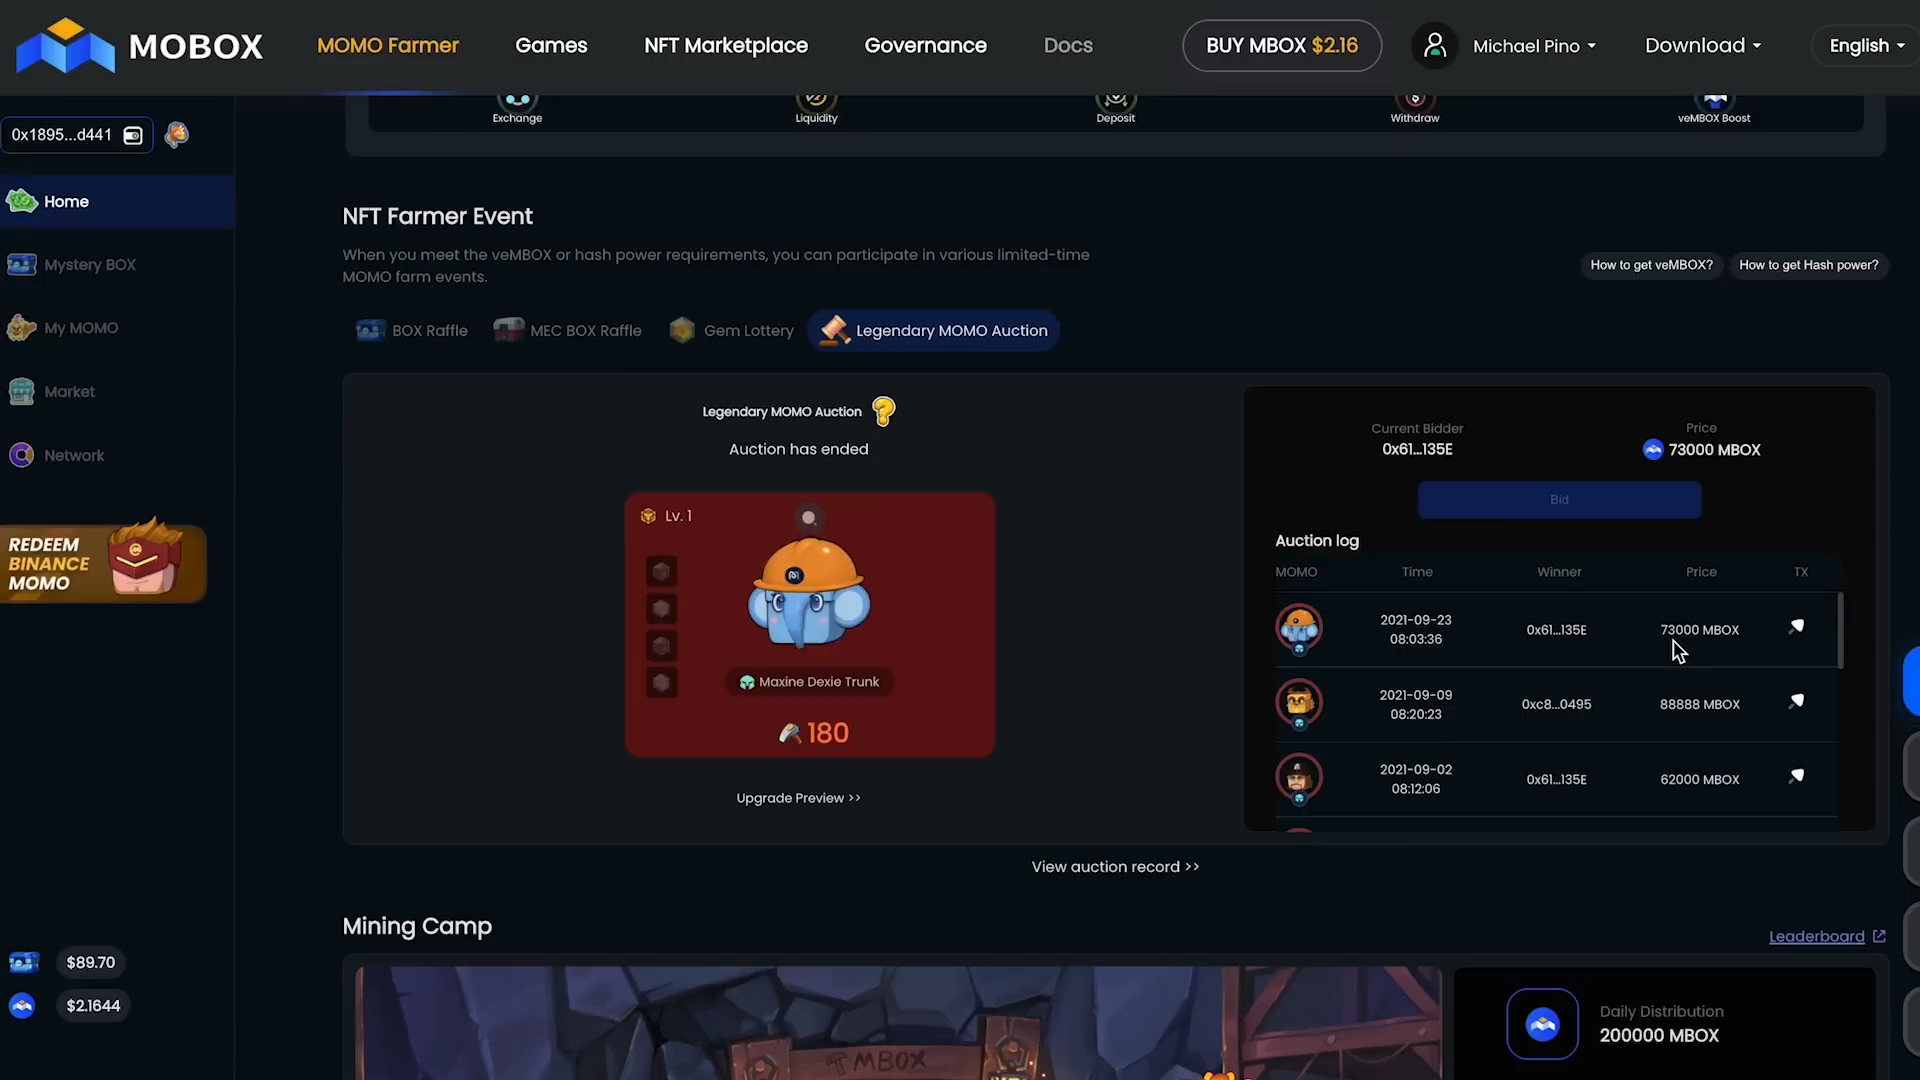 MOBOX
MOMO Farmer
Games
NFT Marketplace
Governance
Docs
BUY MBOX $2.16
Michael Pino
Download
English
0x1895...d441
Exchange
Liquidity
Deposit
Withdraw
veMBOX Boost
Home
Mystery BOX
My MOMO
Market
Network
REDEEM
BINANCE
MOMO
$89.70
$2.1644
NFT Farmer Event
When you meet the veMBOX or hash power requirements, you can participate in various limited-time
MOMO farm events.
How to get veMBOX?
How to get Hash power?
BOX Raffle
MEC BOX Raffle
Gem Lottery
Legendary MOMO Auction
Legendary MOMO Auction
Auction has ended
Lv. 1
Maxine Dexie Trunk
180
Upgrade Preview >>
Current Bidder
0x61...135E
Price
73000 MBOX
Bid
Auction log
MOMO Time Winner Price TX
2021-09-23
08:03:36
0x61...135E
73000 MBOX
2021-09-09
08:20:23
0xc8...0495
88888 MBOX
2021-09-02
08:12:06
0x61...135E
62000 MBOX
View auction record >>
Mining Camp
Leaderboard
MBOX
Daily Distribution
200000 MBOX